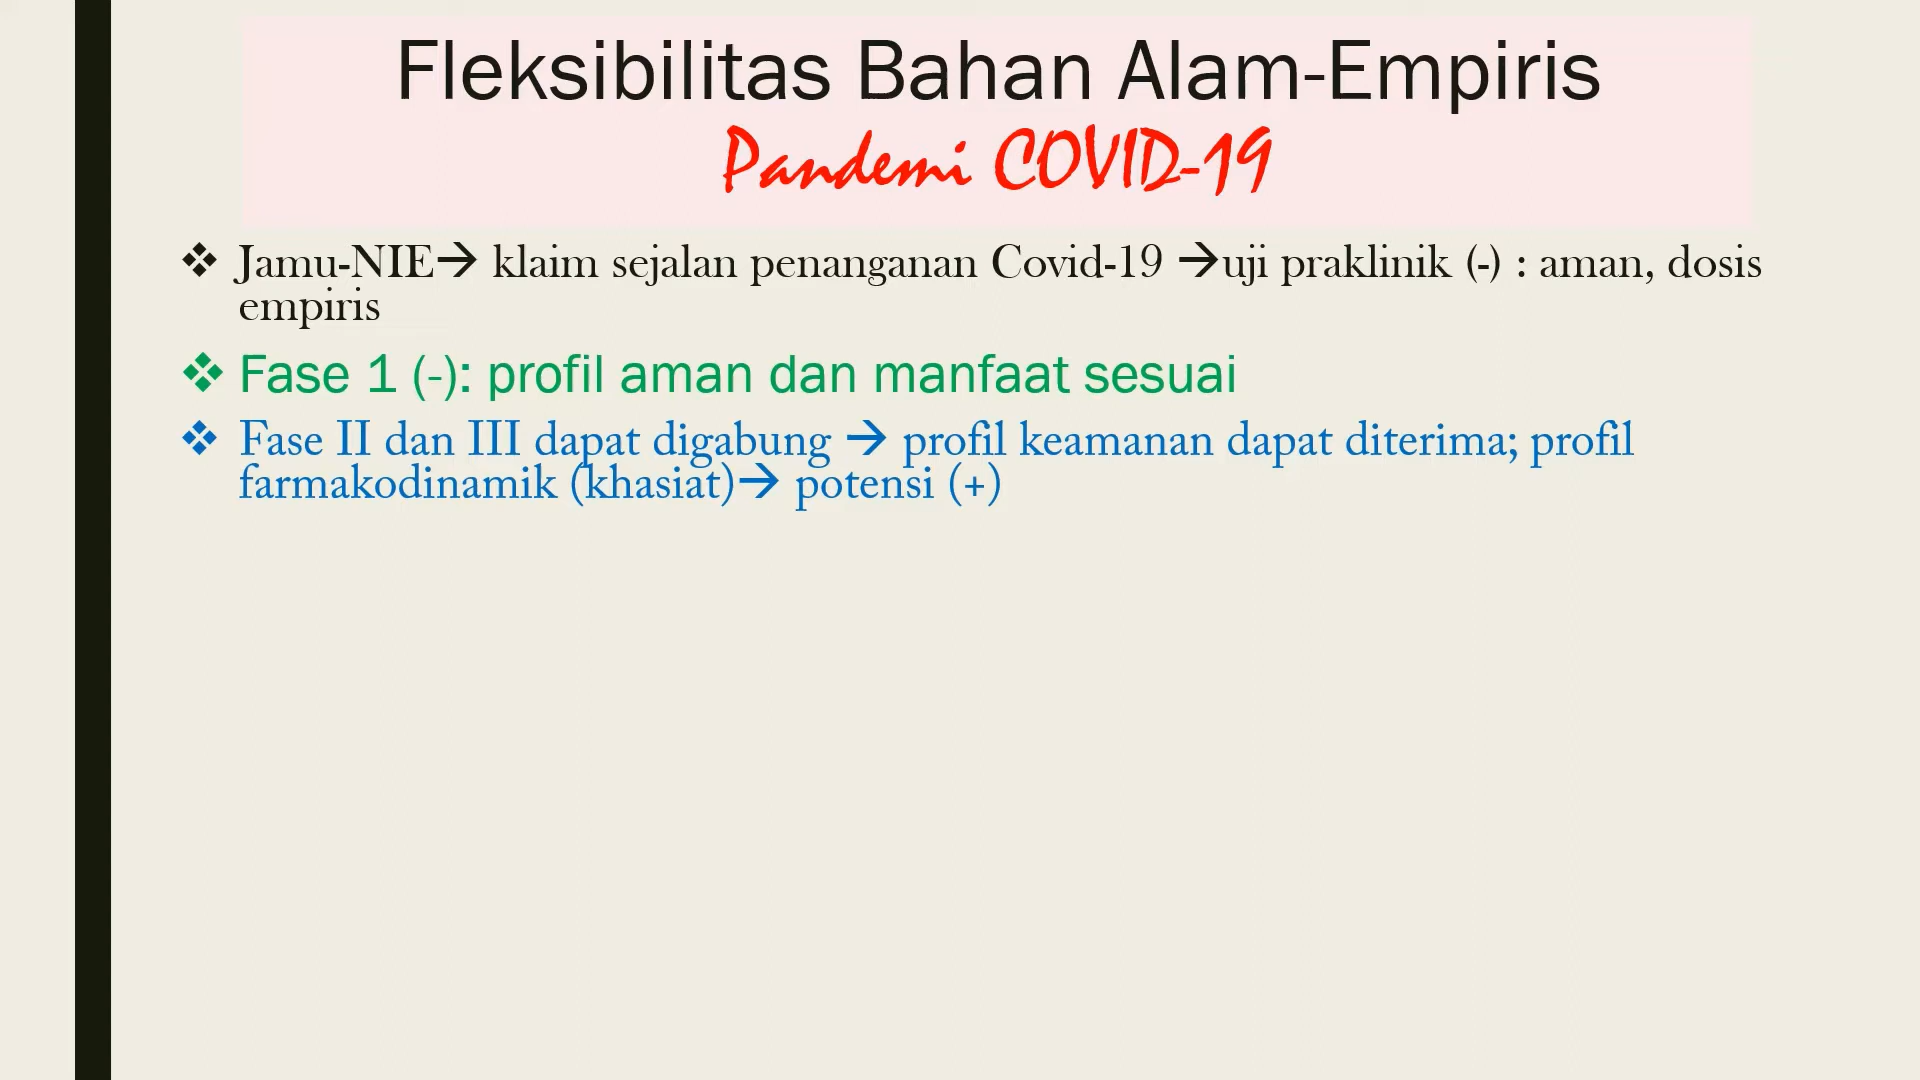 Fleksibilitas Bahan Alam-Empiris
Pandemi COVID-19
❖ Jamu-NIE→ klaim sejalan penanganan Covid-19 →uji praklinik (-) : aman, dosis
empiris
❖ Fase 1 (-): profil aman dan manfaat sesuai
❖ Fase II dan III dapat digabung → profil keamanan dapat diterima; profil
farmakodinamik (khasiat)→ potensi (+)